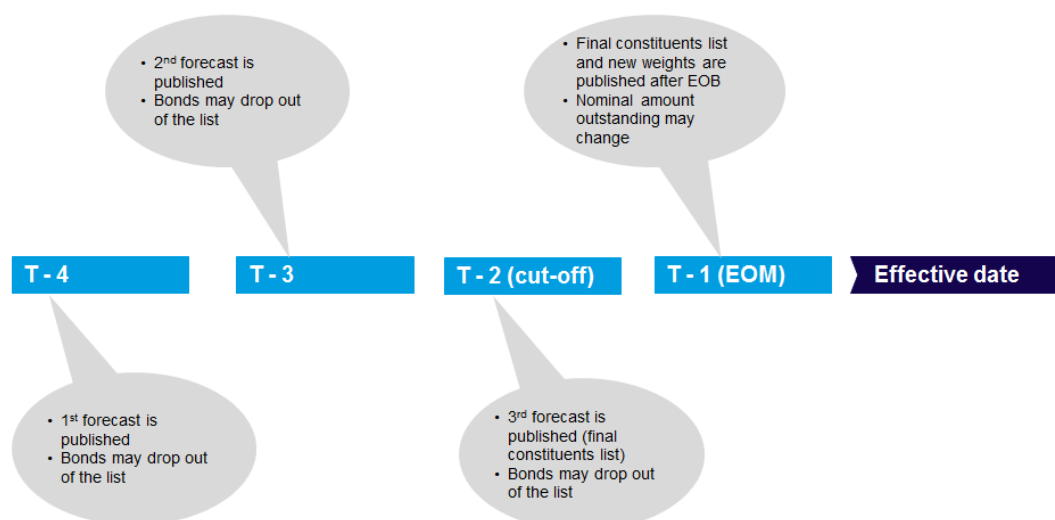 • 2nd forecast is
published
• Bonds may drop out
of the list
• Final constituents list
and new weights are
published after EOB
• Nominal amount
outstanding may
change
T - 4
T - 3
T - 2 (cut-off)
T - 1 (EOM)
Effective date
• 1st forecast is
published
• Bonds may drop out
of the list
• 3rd forecast is
published (final
constituents list)
• Bonds may drop out
of the list